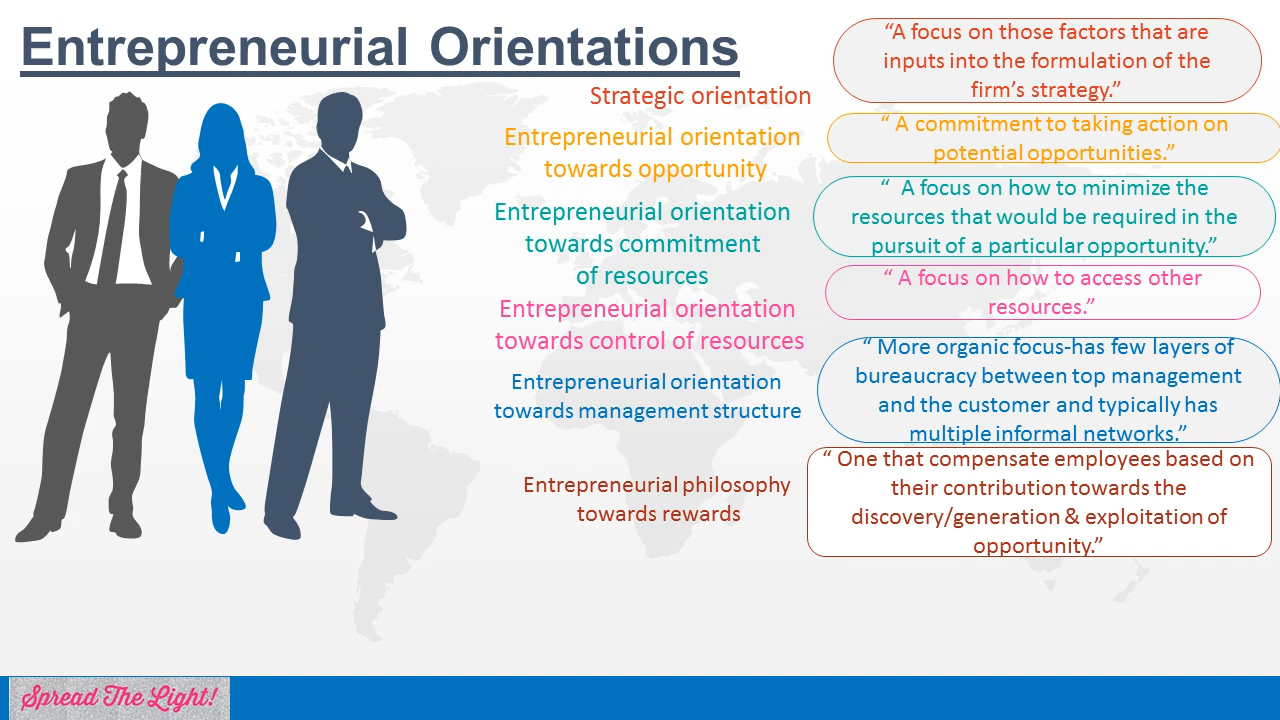 Entrepreneurial Orientations
Strategic orientation
“A focus on those factors that are
inputs into the formulation of the
firm’s strategy.”
Entrepreneurial orientation
towards opportunity
“ A commitment to taking action on
potential opportunities.”
Entrepreneurial orientation
towards commitment
of resources
“  A focus on how to minimize the
resources that would be required in the
pursuit of a particular opportunity.”
Entrepreneurial orientation
towards control of resources
“ A focus on how to access other
resources.”
Entrepreneurial orientation
towards management structure
“ More organic focus-has few layers of
bureaucracy between top management
and the customer and typically has
multiple informal networks.”
Entrepreneurial philosophy
towards rewards
“ One that compensate employees based on
their contribution towards the
discovery/generation & exploitation of
opportunity.”
Spread The Light!